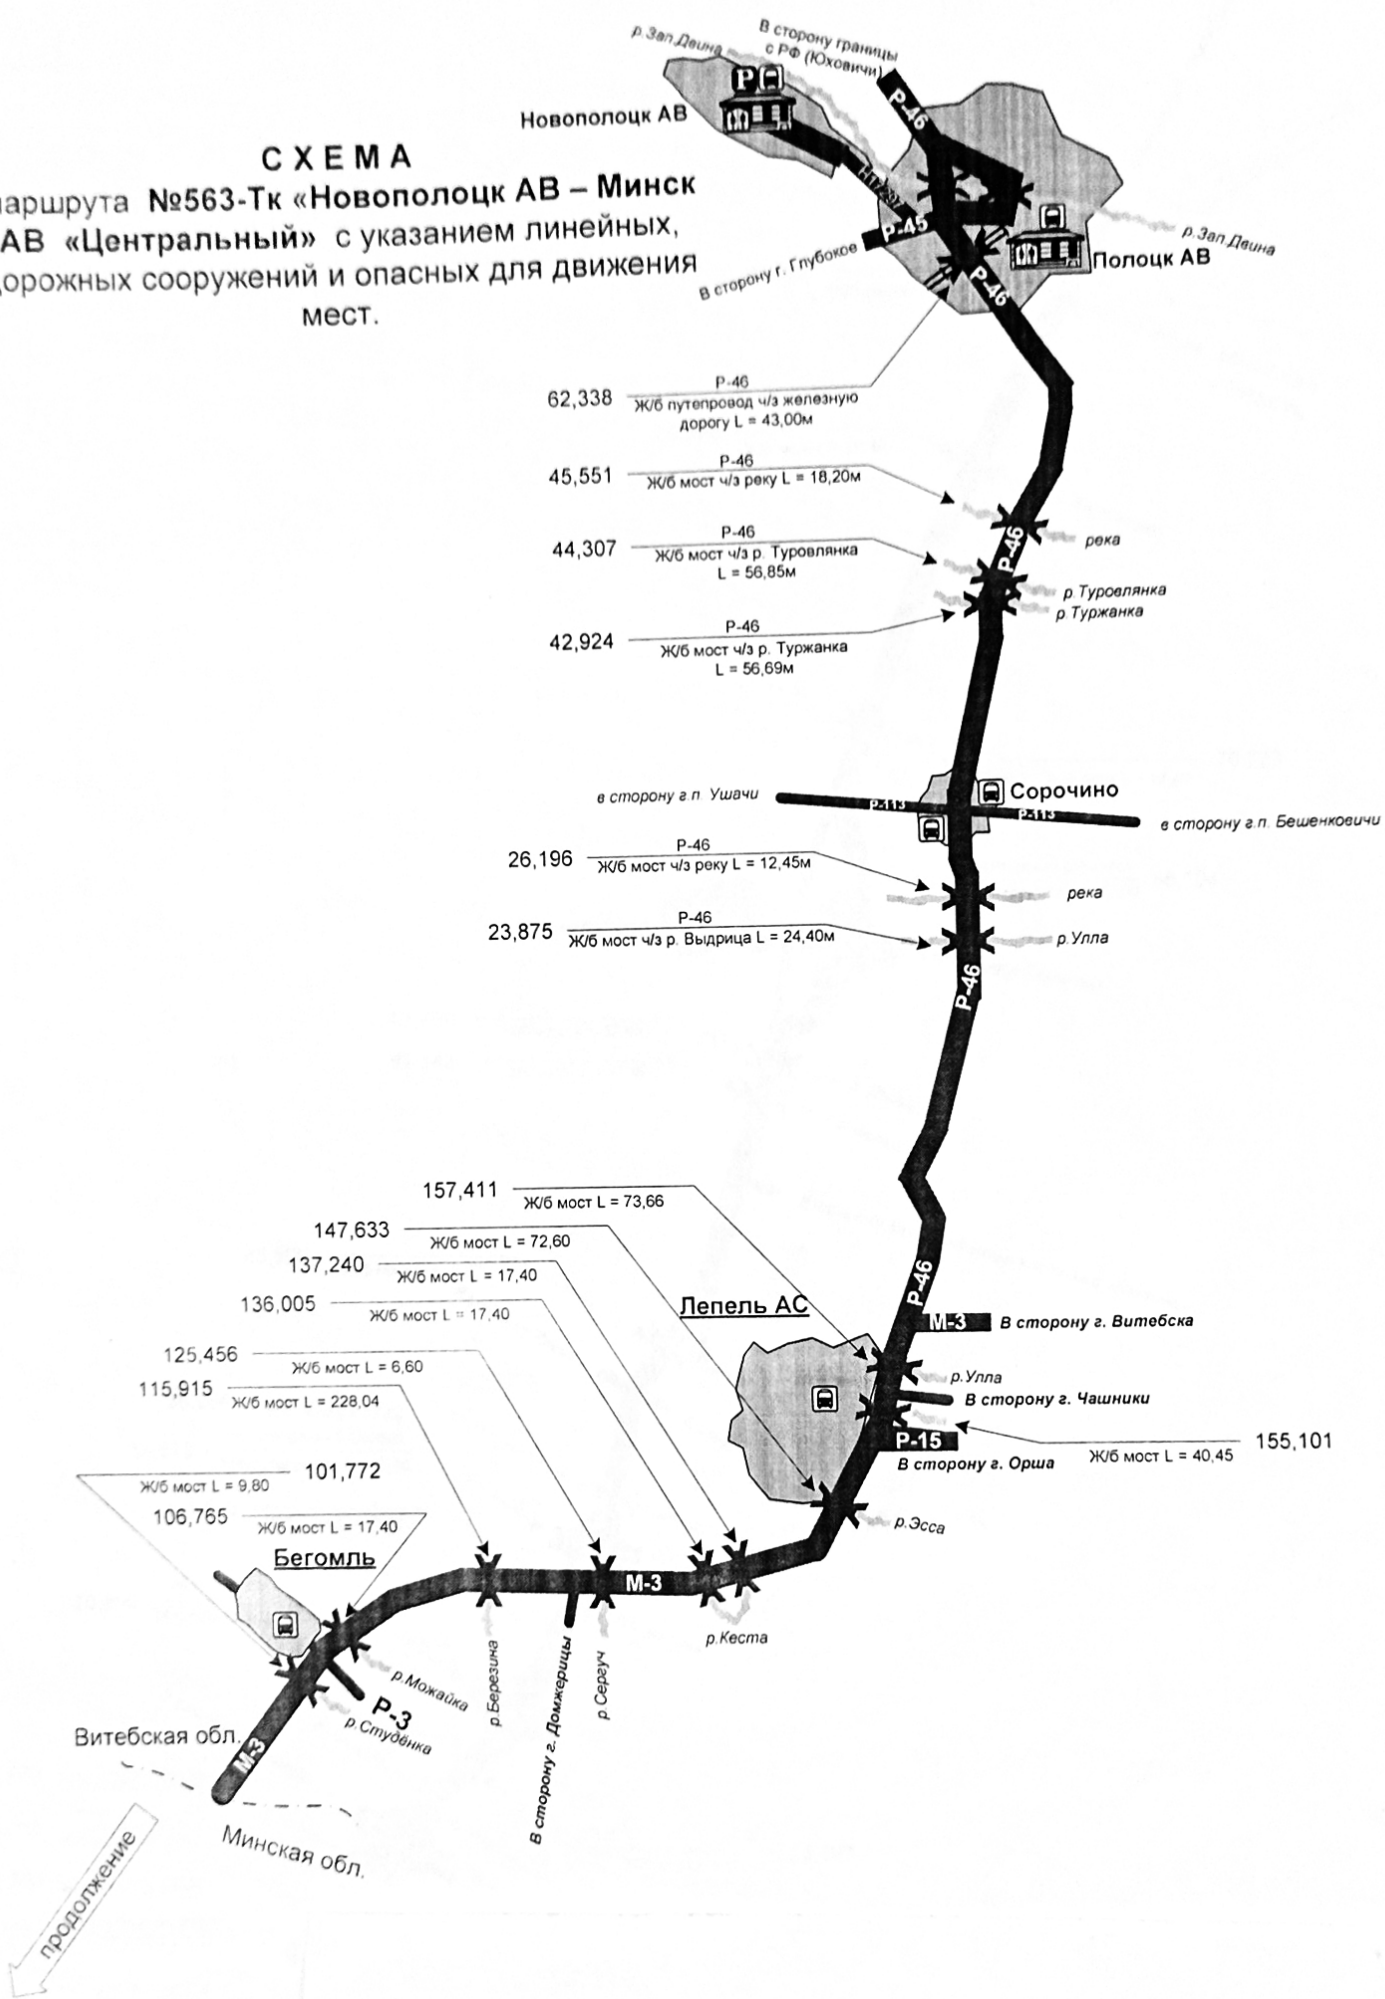 СХЕМА
аршрута №563-Тк «Новополоцк АВ – Минск
АВ «Центральный» с указанием линейных,
орожных сооружений и опасных для движения
мест.
р.Зап.Двина
В сторону границы
с РФ (Юховичи)
Р-46
Новополоцк АВ
P
Р-45
В сторону г. Глубокое
р.Зап.Двина
Полоцк АВ
Р-46
62,338
Р-46
Ж/б путепровод ч/з железную
дорогу L = 43,00м
45,551
Р-46
Ж/б мост ч/з реку L = 18,20м
река
Р-46
44,307
Р-46
Ж/б мост ч/з р. Туровлянка
L = 56,85м
р.Туровлянка
р.Туржанка
42,924
Р-46
Ж/б мост ч/з р. Туржанка
L = 56,69м
в сторону г.п. Ушачи
Р-113
Сорочино
Р-113
в сторону г.п. Бешенковичи
26,196
Р-46
Ж/б мост ч/з реку L = 12,45м
река
23,875
Р-46
Ж/б мост ч/з р. Выдрица L = 24,40м
р.Улла
Р-46
157,411
Ж/б мост L = 73,66
147,633
Ж/б мост L = 72,60
137,240
Ж/б мост L = 17,40
136,005
Ж/б мост L = 17,40
125,456
Ж/б мост L = 6,60
115,915
Ж/б мост L = 228,04
101,772
Ж/б мост L = 9,80
106,765
Ж/б мост L = 17,40
Лепель АС
Р-46
М-3
В сторону г. Витебска
р.Улла
В сторону г. Чашники
Р-15
В сторону г. Орша
155,101
Ж/б мост L = 40,45
р.Эсса
Бегомль
М-3
р.Кеста
р.Можайка
Р-3
р.Студёнка
р.Березина
В сторону г. Домжерицы
р.Сергуч
Витебская обл.
М-3
Минская обл.
продолжение